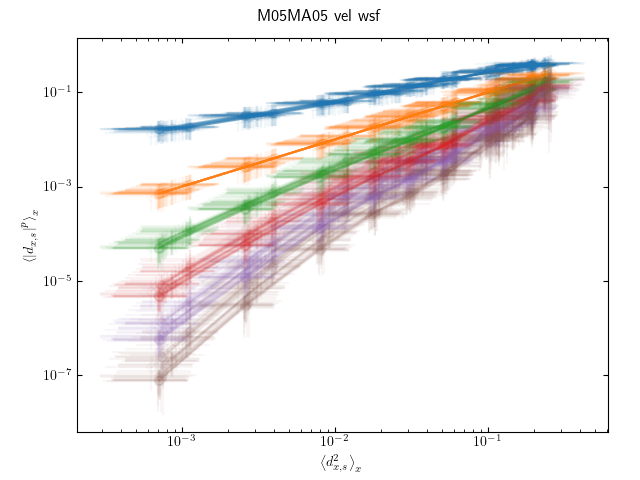 M05MA05 vel wsf
10⁻¹
10⁻³
10⁻⁵
10⁻⁷
⟨|d_{x,s}|^p⟩_x
10⁻³ 10⁻² 10⁻¹
⟨d²_{x,s}⟩_x